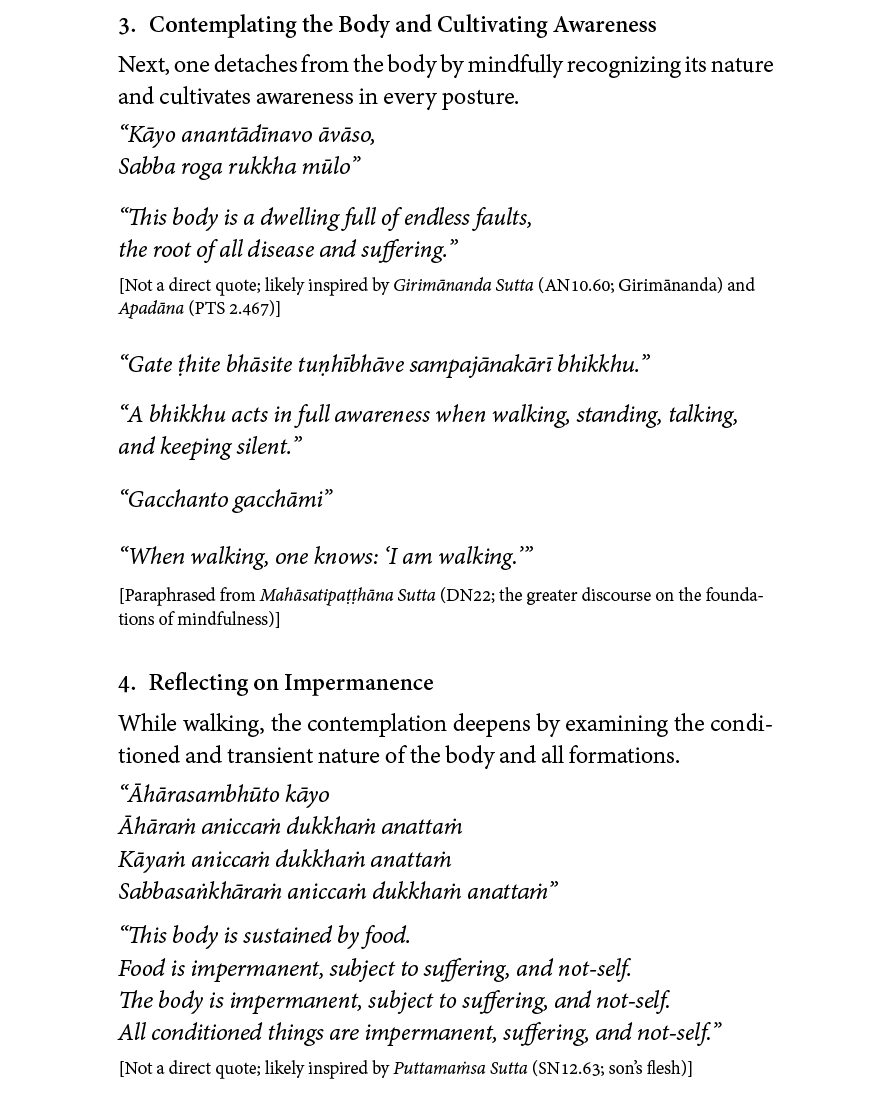 3. Contemplating the Body and Cultivating Awareness
Next, one detaches from the body by mindfully recognizing its nature
and cultivates awareness in every posture.
“Kāyo anantādīnavo āvāso,
Sabba roga rukkha mūlo”
“This body is a dwelling full of endless faults,
the root of all disease and suffering.”
[Not a direct quote; likely inspired by Girimānanda Sutta (AN10.60; Girimānanda) and
Apadāna (PTS 2.467)]
“Gate ṭhite bhāsite tuṇhībhāve sampajānakārī bhikkhu.”
“A bhikkhu acts in full awareness when walking, standing, talking,
and keeping silent.”
“Gacchanto gacchāmi”
“When walking, one knows: ‘I am walking.’”
[Paraphrased from Mahāsatipaṭṭhāna Sutta (DN22; the greater discourse on the founda-
tions of mindfulness)]
4. Reflecting on Impermanence
While walking, the contemplation deepens by examining the condi-
tioned and transient nature of the body and all formations.
“Āhārasambhūto kāyo
Āhāraṁ aniccaṁ dukkhaṁ anattaṁ
Kāyaṁ aniccaṁ dukkhaṁ anattaṁ
Sabbasaṅkhāraṁ aniccaṁ dukkhaṁ anattaṁ”
“This body is sustained by food.
Food is impermanent, subject to suffering, and not-self.
The body is impermanent, subject to suffering, and not-self.
All conditioned things are impermanent, suffering, and not-self.”
[Not a direct quote; likely inspired by Puttamaṁsa Sutta (SN12.63; son’s flesh)]